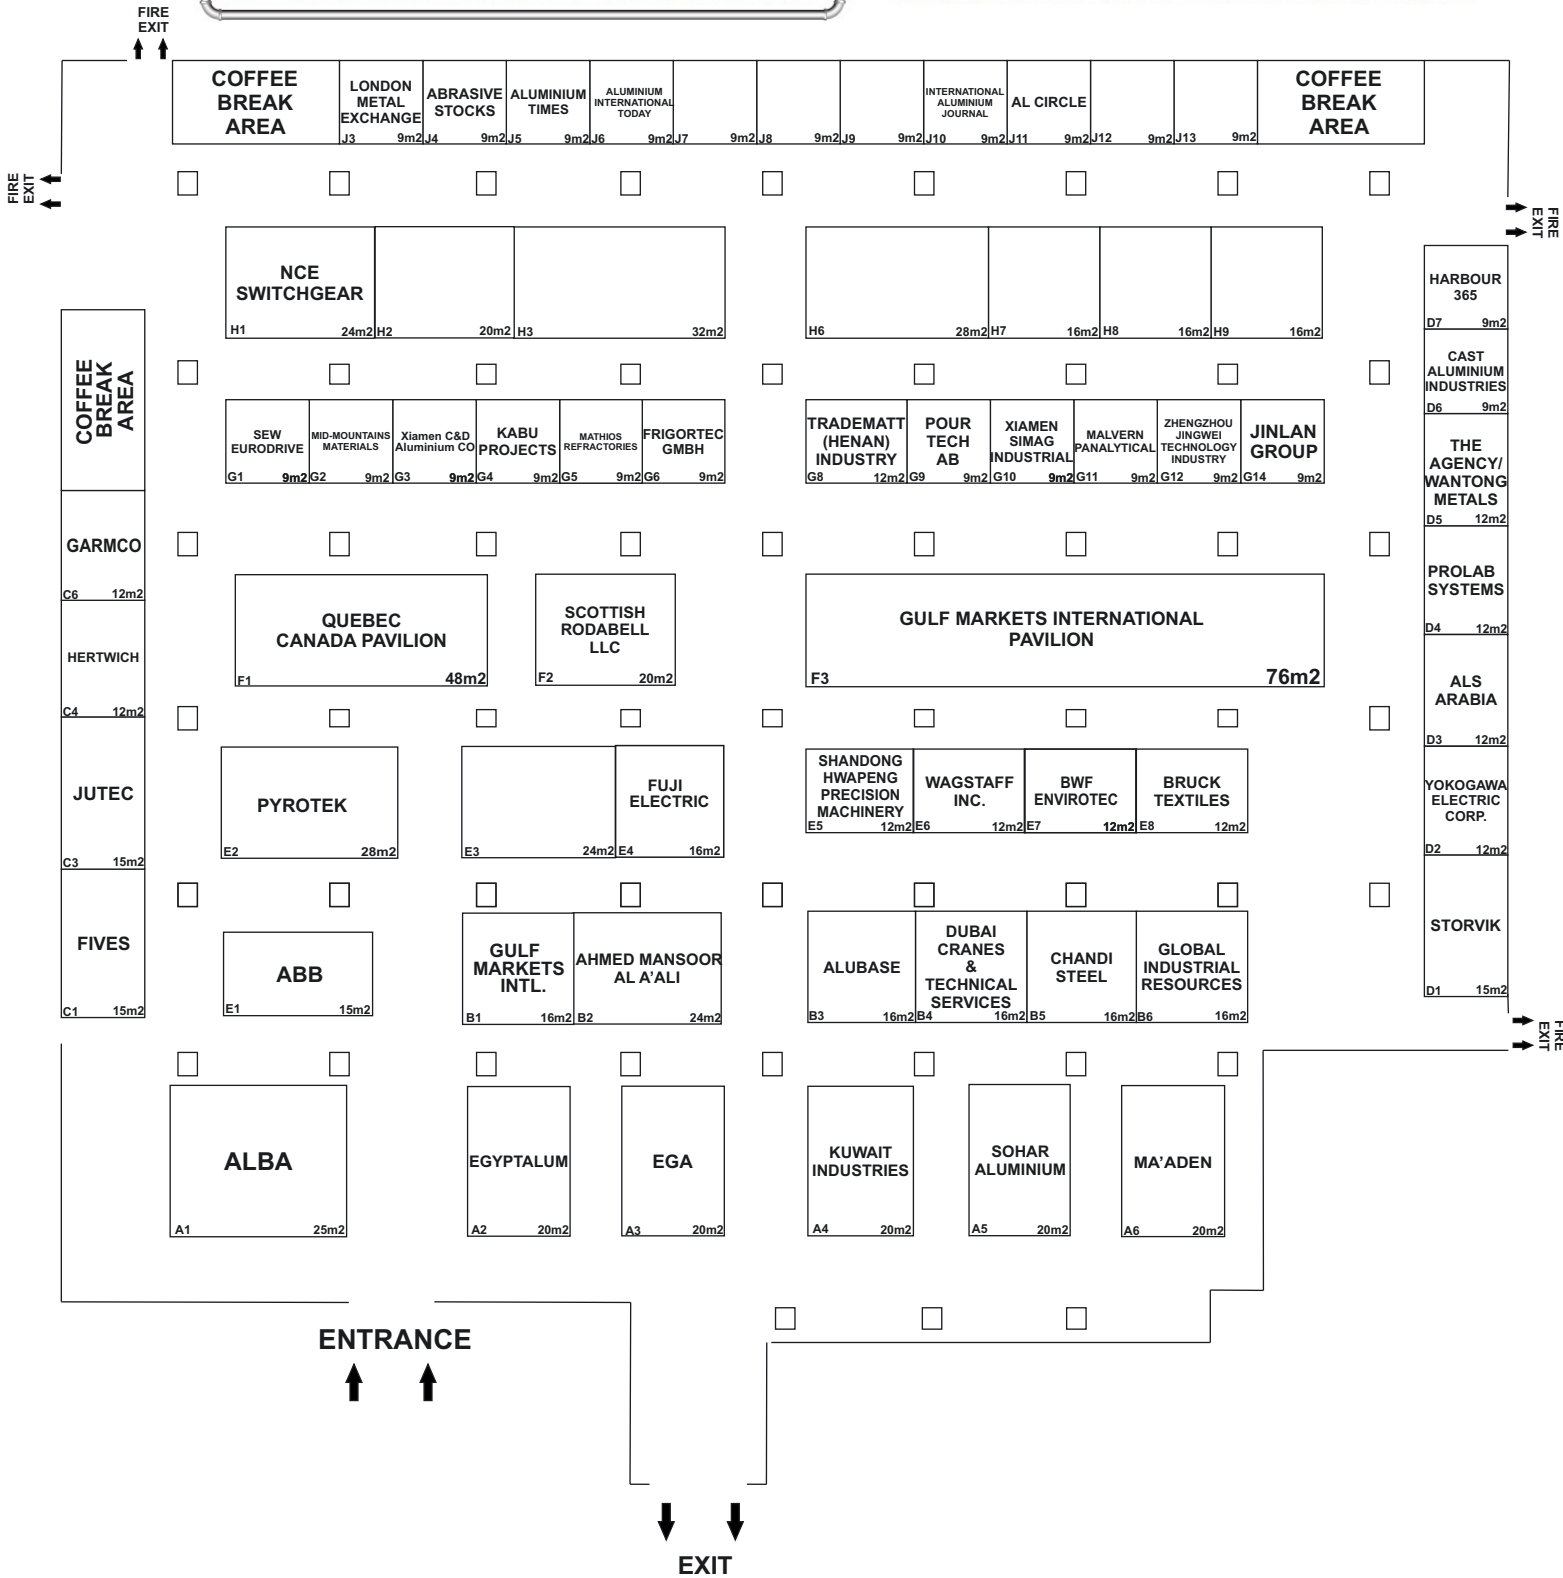 FIRE
EXIT
COFFEE
BREAK
AREA
LONDON
METAL
EXCHANGE
J3 9m2
ABRASIVE
STOCKS
J4 9m2
ALUMINIUM
TIMES
J5 9m2
ALUMINIUM
INTERNATIONAL
TODAY
J6 9m2
J7 9m2
J8 9m2
J9 9m2
INTERNATIONAL
ALUMINIUM
JOURNAL
J10 9m2
AL CIRCLE
J11 9m2
J12 9m2
J13 9m2
COFFEE
BREAK
AREA
FIRE
EXIT
FIRE
EXIT
NCE
SWITCHGEAR
H1 24m2
H2 20m2
H3 32m2
H6 28m2
H7 16m2
H8 16m2
H9 16m2
HARBOUR
365
D7 9m2
COFFEE
BREAK
AREA
CAST
ALUMINIUM
INDUSTRIES
D6 9m2
SEW
EURODRIVE
G1 9m2
MID-MOUNTAINS
MATERIALS
G2 9m2
Xiamen C&D
Aluminium CO
G3 9m2
KABU
PROJECTS
G4 9m2
MATHIOS
REFRACTORIES
G5 9m2
FRIGORTEC
GMBH
G6 9m2
TRADEMATT
(HENAN)
INDUSTRY
G8 12m2
POUR
TECH
AB
G9 9m2
XIAMEN
SIMAG
INDUSTRIAL
G10 9m2
MALVERN
PANALYTICAL
G11 9m2
ZHENGZHOU
JINGWEI
TECHNOLOGY
INDUSTRY
G12 9m2
JINLAN
GROUP
G14 9m2
THE
AGENCY/
WANTONG
METALS
D5 12m2
GARMCO
C6 12m2
QUEBEC
CANADA PAVILION
F1 48m2
SCOTTISH
RODABELL
LLC
F2 20m2
GULF MARKETS INTERNATIONAL
PAVILION
F3 76m2
PROLAB
SYSTEMS
D4 12m2
HERTWICH
C4 12m2
ALS
ARABIA
D3 12m2
JUTEC
C3 15m2
PYROTEK
E2 28m2
E3 24m2
FUJI
ELECTRIC
E4 16m2
SHANDONG
HWAPENG
PRECISION
MACHINERY
E5 12m2
WAGSTAFF
INC.
E6 12m2
BWF
ENVIROTEC
E7 12m2
BRUCK
TEXTILES
E8 12m2
YOKOGAWA
ELECTRIC
CORP.
D2 12m2
FIVES
C1 15m2
ABB
E1 15m2
GULF
MARKETS
INTL.
B1 16m2
AHMED MANSOOR
AL A'ALI
B2 24m2
ALUBASE
B3 16m2
DUBAI
CRANES
&
TECHNICAL
SERVICES
B4 16m2
CHANDI
STEEL
B5 16m2
GLOBAL
INDUSTRIAL
RESOURCES
B6 16m2
STORVIK
D1 15m2
FIRE
EXIT
ALBA
A1 25m2
EGYPTALUM
A2 20m2
EGA
A3 20m2
KUWAIT
INDUSTRIES
A4 20m2
SOHAR
ALUMINIUM
A5 20m2
MA'ADEN
A6 20m2
ENTRANCE
EXIT